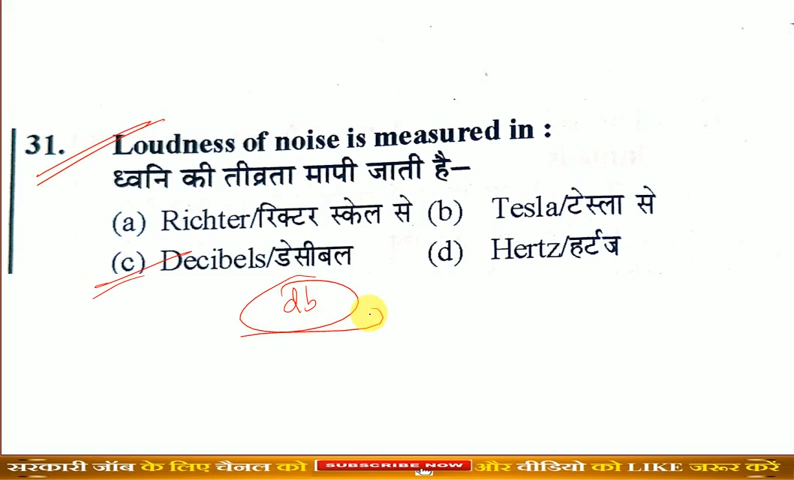 31. Loudness of noise is measured in :
ध्वनि की तीव्रता मापी जाती है–
(a) Richter/रिक्टर स्केल से (b) Tesla/टेस्ला से
(c) Decibels/डेसीबल (d) Hertz/हर्टज
db
सरकारी जॉब के लिए चैनल को SUBSCRIBE NOW और वीडियो को LIKE जरूर करें